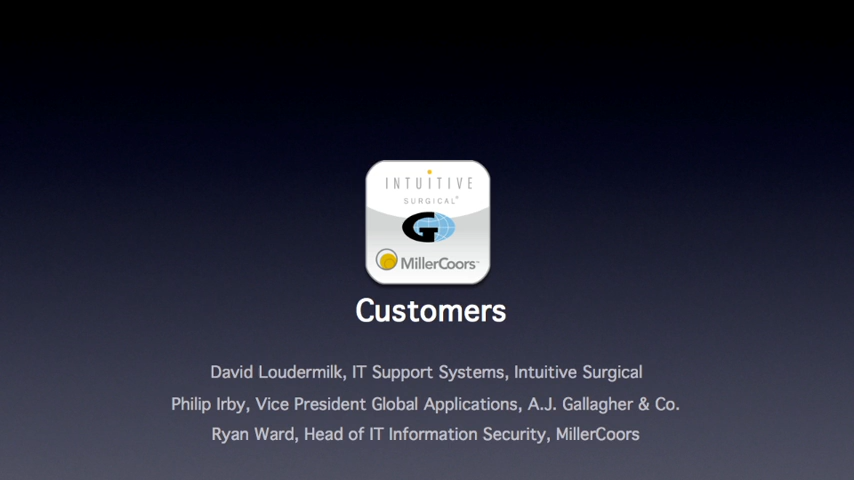 INTUITIVE
SURGICAL®
G
MillerCoors™
Customers
David Loudermilk, IT Support Systems, Intuitive Surgical
Philip Irby, Vice President Global Applications, A.J. Gallagher & Co.
Ryan Ward, Head of IT Information Security, MillerCoors